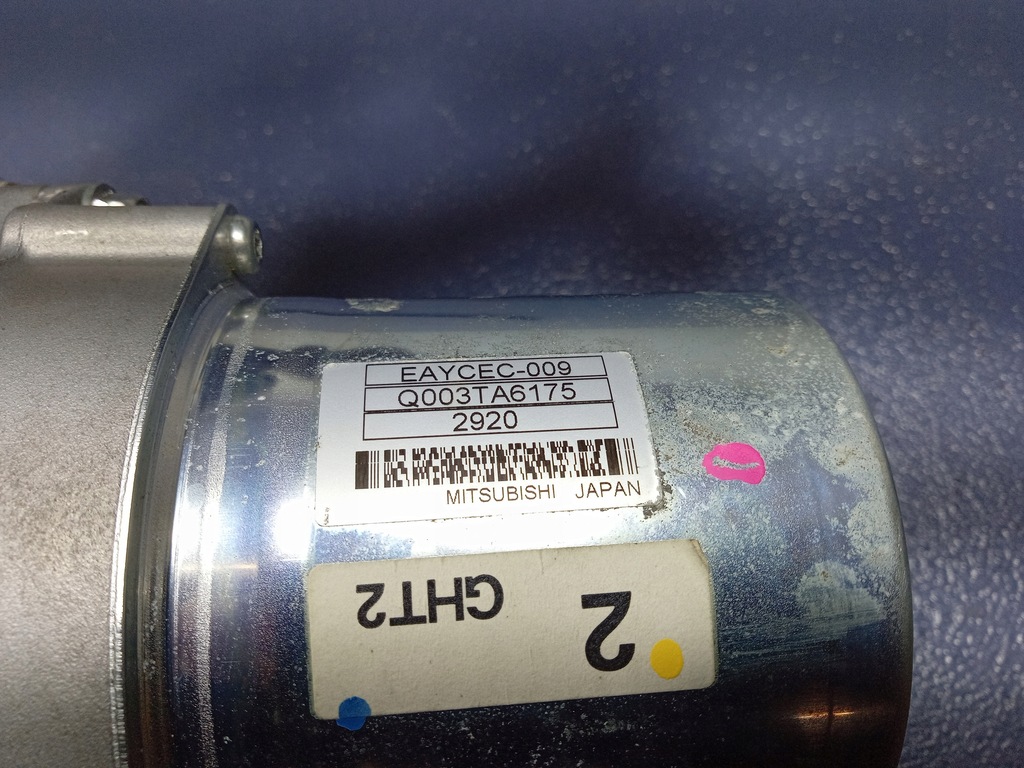 EAYCEC-009
Q003TA6175
2920
MITSUBISHI JAPAN
GHT2
2